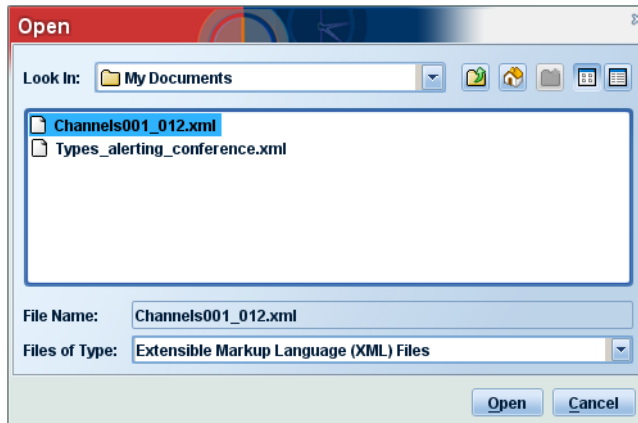 Open
Look In: My Documents
Channels001_012.xml
Types_alerting_conference.xml
File Name: Channels001_012.xml
Files of Type: Extensible Markup Language (XML) Files
Open Cancel